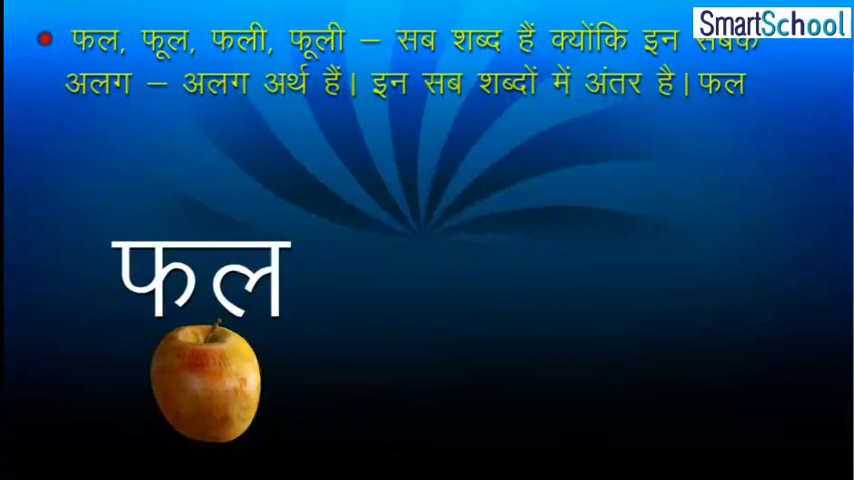 SmartSchool
फल, फूल, फली, फूली – सब शब्द हैं क्योंकि इन सबके
अलग – अलग अर्थ हैं। इन सब शब्दों में अंतर है। फल
फल